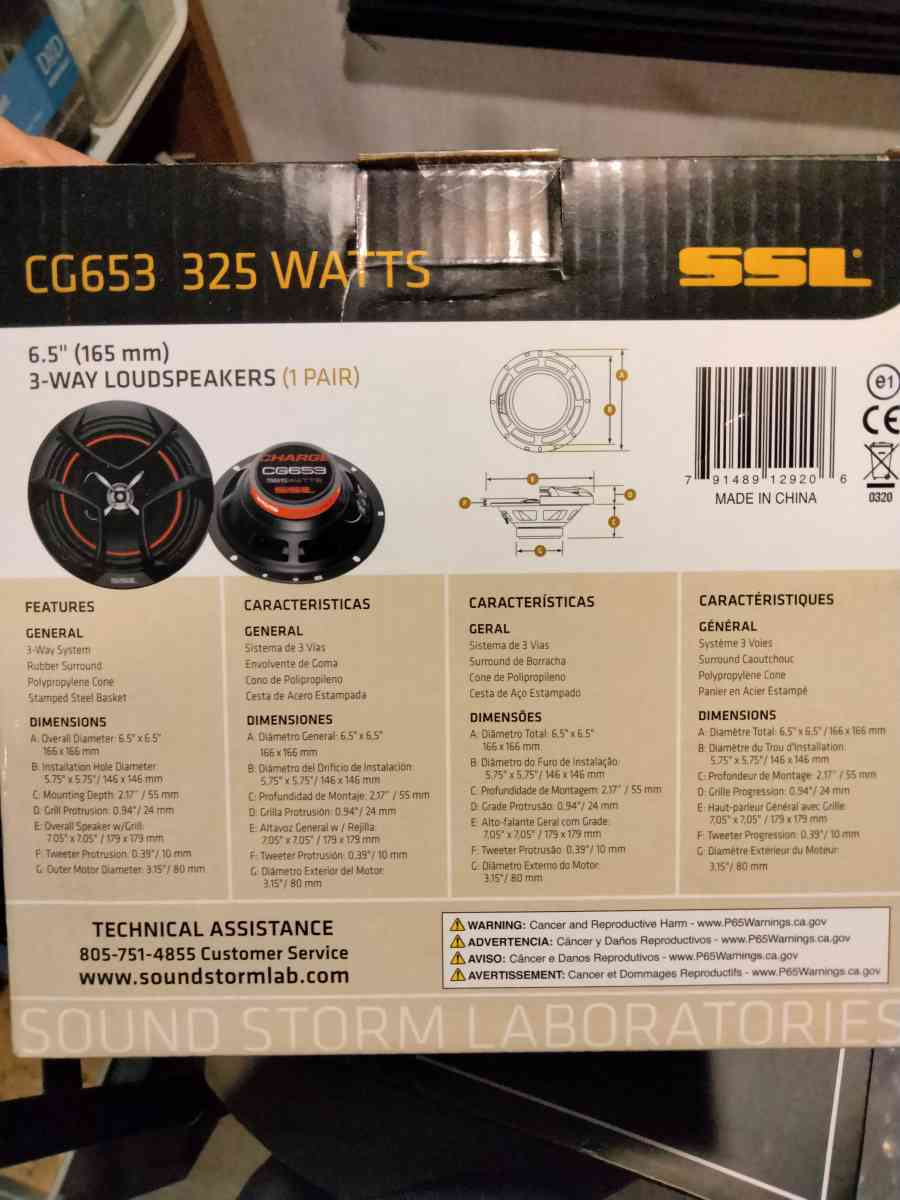 D&D
CG653 325 WATTS
SSL
6.5" (165 mm)
3-WAY LOUDSPEAKERS (1 PAIR)
CHARGE
CG653
325WATTS
SSL
SSL
A
B
E
F
D
C
G
7 91489 12920 6
MADE IN CHINA
e1
CE
0320
FEATURES
GENERAL
3-Way System
Rubber Surround
Polypropylene Cone
Stamped Steel Basket
DIMENSIONS
A: Overall Diameter: 6.5" x 6.5"
166 x 166 mm
B: Installation Hole Diameter:
5.75" x 5.75"/ 146 x 146 mm
C: Mounting Depth: 2.17" / 55 mm
D: Grill Protrusion: 0.94"/ 24 mm
E: Overall Speaker w/Grill:
7.05" x 7.05" / 179 x 179 mm
F: Tweeter Protrusion: 0.39"/ 10 mm
G: Outer Motor Diameter: 3.15"/ 80 mm
CARACTERISTICAS
GENERAL
Sistema de 3 Vías
Envolvente de Goma
Cono de Polipropileno
Cesta de Acero Estampada
DIMENSIONES
A: Diámetro General: 6.5" x 6,5"
166 x 166 mm
B: Diámetro del Orificio de Instalación:
5.75" x 5.75"/ 146 x 146 mm
C: Profundidad de Montaje: 2.17" / 55 mm
D: Grilla Protrusión: 0.94"/ 24 mm
E: Altavoz General w / Rejilla:
7.05" x 7.05" / 179 x 179 mm
F: Tweeter Protrusión: 0.39"/ 10 mm
G: Diámetro Exterior del Motor:
3.15"/ 80 mm
CARACTERÍSTICAS
GERAL
Sistema de 3 Vias
Surround de Borracha
Cone de Polipropileno
Cesta de Aço Estampado
DIMENSÕES
A: Diâmetro Total: 6.5" x 6.5"
166 x 166 mm
B: Diâmetro do Furo de Instalação:
5.75" x 5.75"/ 146 x 146 mm
C: Profundidade de Montagem: 2.17" / 55 mm
D: Grade Protrusão: 0.94"/ 24 mm
E: Alto-falante Geral com Grade:
7.05" x 7.05" / 179 x 179 mm
F: Tweeter Protrusão 0.39"/ 10 mm
G: Diâmetro Externo do Motor:
3.15"/ 80 mm
CARACTÉRISTIQUES
GÉNÉRAL
Système 3 Voies
Surround Caoutchouc
Polypropylène Cone
Panier en Acier Estampé
DIMENSIONS
A: Diamètre Total: 6.5" x 6.5" / 166 x 166 mm
B: Diamètre du Trou d'Installation:
5.75" x 5.75"/ 146 x 146 mm
C: Profondeur de Montage: 2.17" / 55 mm
D: Grille Progression: 0.94"/ 24 mm
E: Haut-parleur Général avec Grille:
7.05" x 7.05" / 179 x 179 mm
F: Tweeter Progression: 0.39"/ 10 mm
G: Diamètre Extérieur du Moteur:
3.15"/ 80 mm
TECHNICAL ASSISTANCE
805-751-4855 Customer Service
www.soundstormlab.com
WARNING: Cancer and Reproductive Harm - www.P65Warnings.ca.gov
ADVERTENCIA: Câncer y Daños Reproductivos - www.P65Warnings.ca.gov
AVISO: Câncer e Danos Reprodutivos - www.P65Warnings.ca.gov
AVERTISSEMENT: Cancer et Dommages Reproductifs - www.P65Warnings.ca.gov
SOUND STORM LABORATORIES